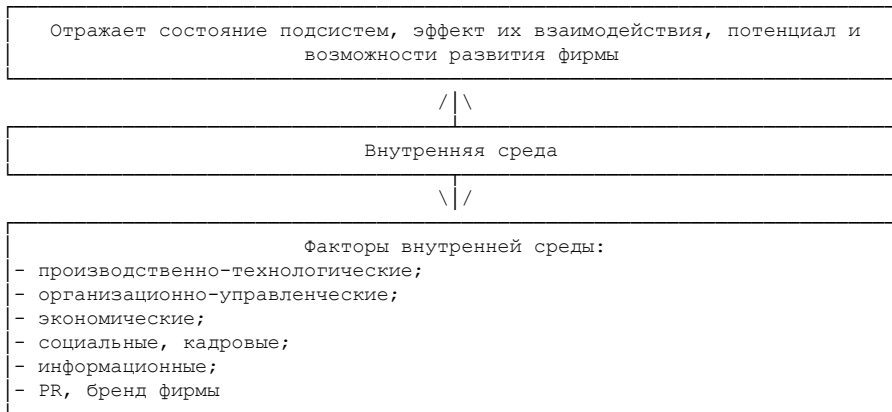 Отражает состояние подсистем, эффект их взаимодействия, потенциал и
возможности развития фирмы
Внутренняя среда
Факторы внутренней среды:
- производственно-технологические;
- организационно-управленческие;
- экономические;
- социальные, кадровые;
- информационные;
- PR, бренд фирмы